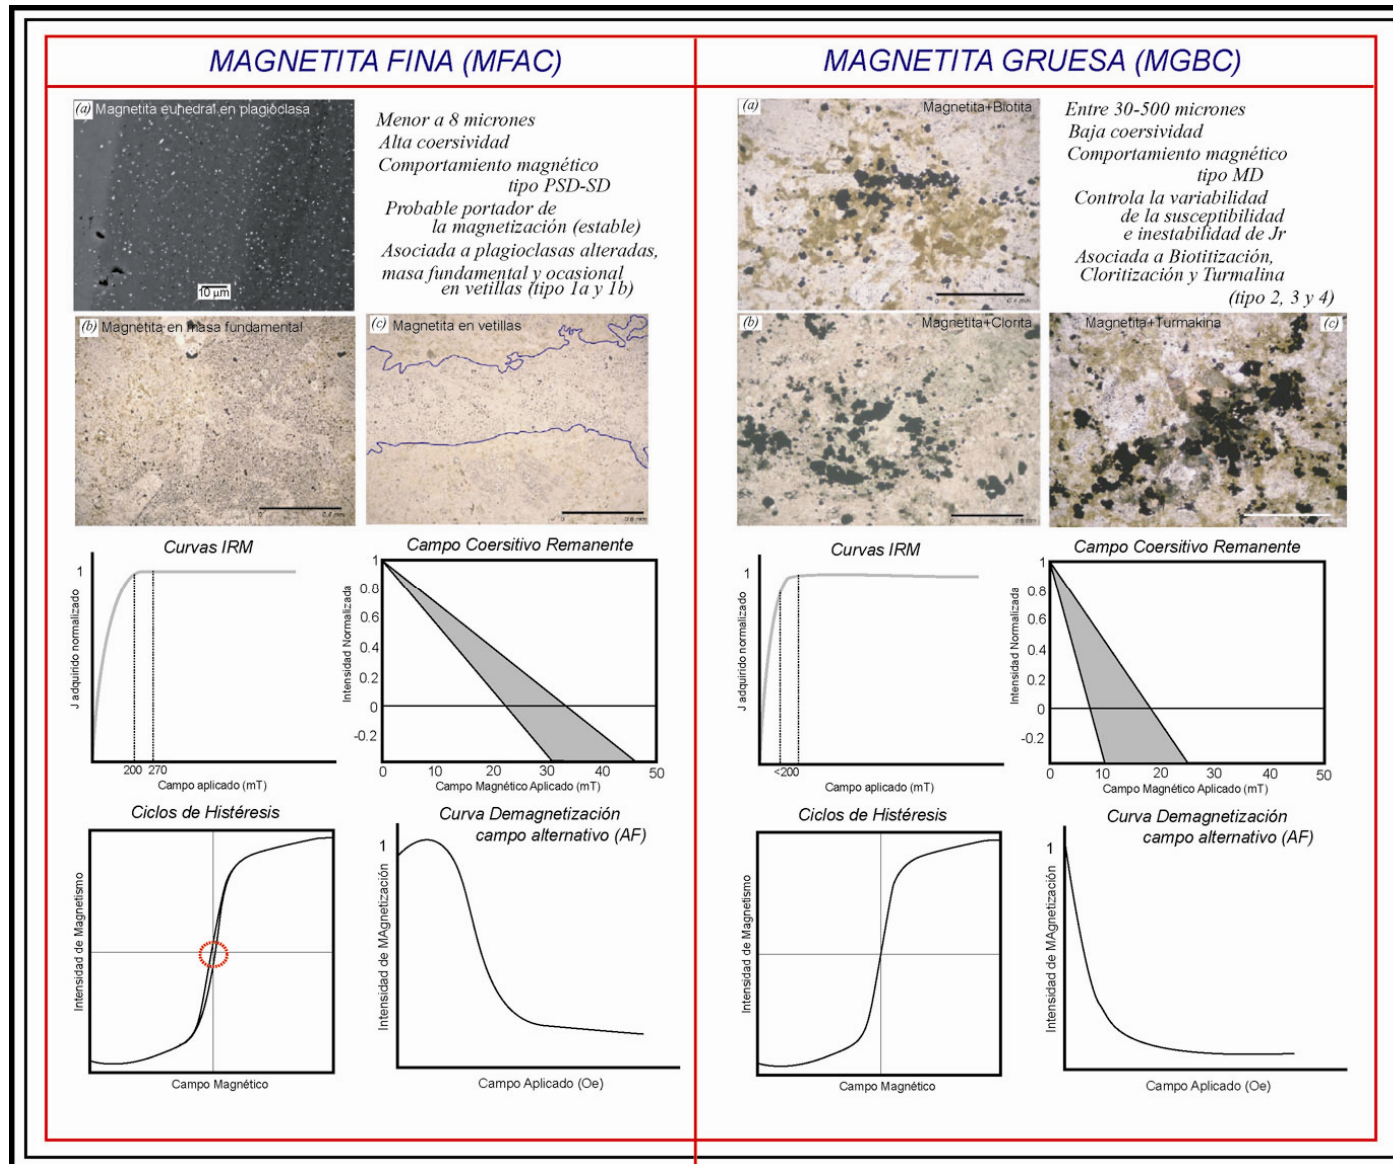 MAGNETITA FINA (MFAC)
(a) Magnetita euhedral en plagioclasa
10 µm
Menor a 8 micrones
Alta coersividad
Comportamiento magnético
tipo PSD-SD
Probable portador de
la magnetización (estable)
Asociada a plagioclasas alteradas,
masa fundamental y ocasional
en vetillas (tipo 1a y 1b)
(b) Magnetita en masa fundamental
0
(c) Magnetita en vetillas
0
Curvas IRM
J adquirido normalizado
1
200 270
Campo aplicado (mT)
Campo Coersitivo Remanente
Intensidad Normalizada
1
0.8
0.6
0.4
0.2
0
-0.2
0 10 20 30 40 50
Campo Magnético Aplicado (mT)
Ciclos de Histéresis
Intensidad de Magnetismo
Campo Magnético
Curva Demagnetización
campo alternativo (AF)
Intensidad de MAgnetización
1
Campo Aplicado (Oe)
MAGNETITA GRUESA (MGBC)
(a) Magnetita+Biotita
Entre 30-500 micrones
Baja coersividad
Comportamiento magnético
tipo MD
Controla la variabilidad
de la susceptibilidad
e inestabilidad de Jr
Asociada a Biotitización,
Cloritización y Turmalina
(tipo 2, 3 y 4)
(b) Magnetita+Clorita
Magnetita+Turmakina (c)
Curvas IRM
J adquirido normalizado
1
<200
Campo aplicado (mT)
Campo Coersitivo Remanente
Intensidad Normalizada
1
0.8
0.6
0.4
0.2
0
-0.2
0 10 20 30 40 50
Campo Magnético Aplicado (mT)
Ciclos de Histéresis
Intensidad de Magnetismo
Campo Magnético
Curva Demagnetización
campo alternativo (AF)
Intensidad de MAgnetización
1
Campo Aplicado (Oe)